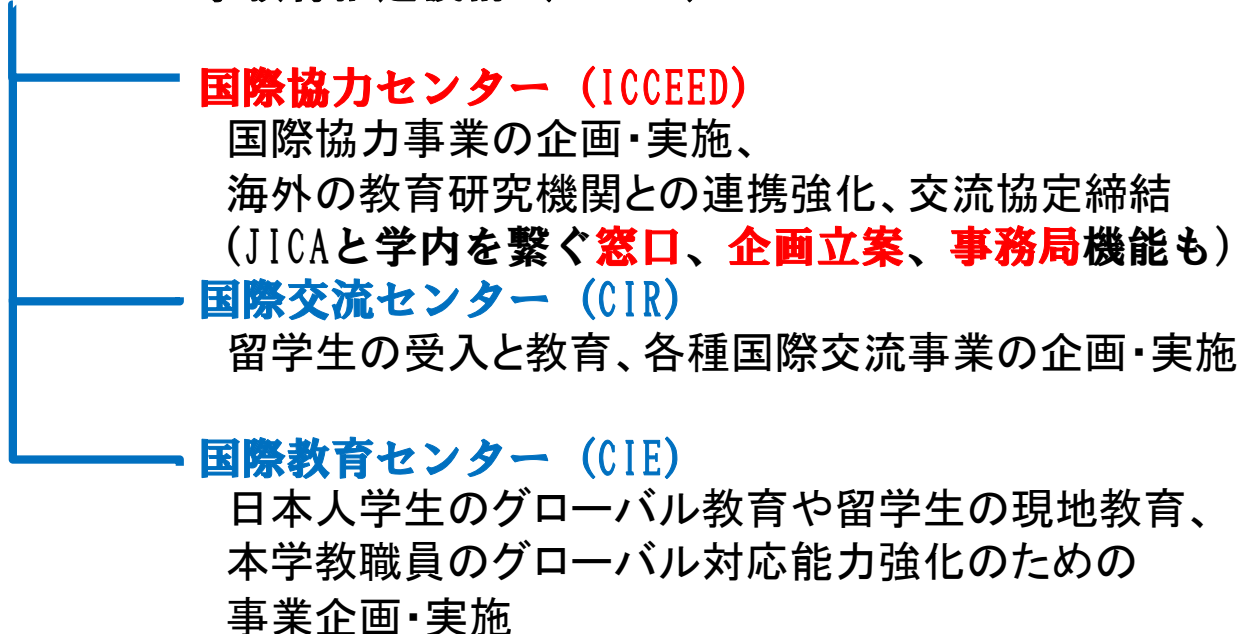 国際協力センター (ICCEED)
国際協力事業の企画・実施、
海外の教育研究機関との連携強化、交流協定締結
(JICAと学内を繋ぐ窓口、企画立案、事務局機能も)
国際交流センター (CIR)
留学生の受入と教育、各種国際交流事業の企画・実施
国際教育センター (CIE)
日本人学生のグローバル教育や留学生の現地教育、
本学教職員のグローバル対応能力強化のための
事業企画・実施